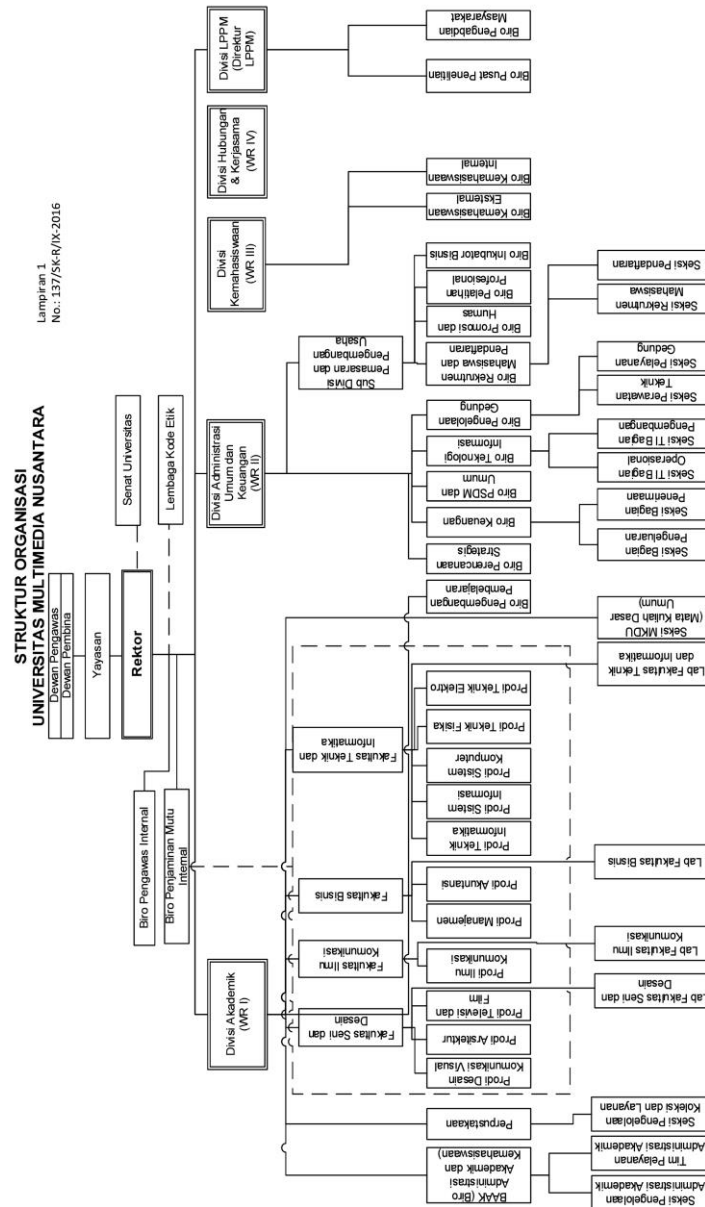 Lampiran 1
No.: 137/SK-R/IX-2016
STRUKTUR ORGANISASI
UNIVERSITAS MULTIMEDIA NUSANTARA
Dewan Pengawas
Dewan Pembina
Yayasan
Rektor
Senat Universitas
Lembaga Kode Etik
Biro Pengawas Internal
Biro Penjaminan Mutu
Internal
Divisi Akademik
(WR I)
Divisi Administrasi
Umum dan
Keuangan
(WR II)
Divisi
Kemahasiswaan
(WR III)
Divisi Hubungan
& Kerjasama
(WR IV)
Divisi LPPM
(Direktur
LPPM)
Fakultas Seni dan
Desain
Fakultas Ilmu
Komunikasi
Fakultas Bisnis
Fakultas Teknik dan
Informatika
Sub Divisi
Pemasaran dan
Pengembangan
Usaha
BAAK (Biro
Administrasi
Akademik dan
Kemahasiswaan)
Perpustakaan
Prodi Desain
Komunikasi Visual
Prodi Arsitektur
Prodi Televisi dan
Film
Prodi Ilmu
Komunikasi
Prodi Manajemen
Prodi Akuntansi
Prodi Teknik
Informatika
Prodi Sistem
Informasi
Prodi Sistem
Komputer
Prodi Teknik Fisika
Prodi Teknik Elektro
Biro Pengembangan
Pembelajaran
Biro Perencanaan
Strategis
Biro Keuangan
Biro PSDM dan
Umum
Biro Teknologi
Informasi
Biro Pengelolaan
Gedung
Biro Rekrutmen
Mahasiswa dan
Pendaftaran
Biro Promosi dan
Humas
Biro Pelatihan
Profesional
Biro Inkubator Bisnis
Biro Kemahasiswaan
Eksternal
Biro Kemahasiswaan
Internal
Biro Pusat Penelitian
Biro Pengabdian
Masyarakat
Seksi Pengelolaan
Administrasi Akademik
Tim Pelayanan
Administrasi Akademik
Seksi Pengelolaan
Koleksi dan Layanan
Lab Fakultas Seni dan
Desain
Lab Fakultas Ilmu
Komunikasi
Lab Fakultas Bisnis
Lab Fakultas Teknik
dan Informatika
Seksi MKDU
(Mata Kuliah Dasar
Umum)
Seksi Bagian
Pengeluaran
Seksi Bagian
Penerimaan
Seksi TI Bagian
Operasional
Seksi TI Bagian
Pengembangan
Seksi Perawatan
Teknik
Seksi Pelayanan
Gedung
Seksi Rekrutmen
Mahasiswa
Seksi Pendaftaran